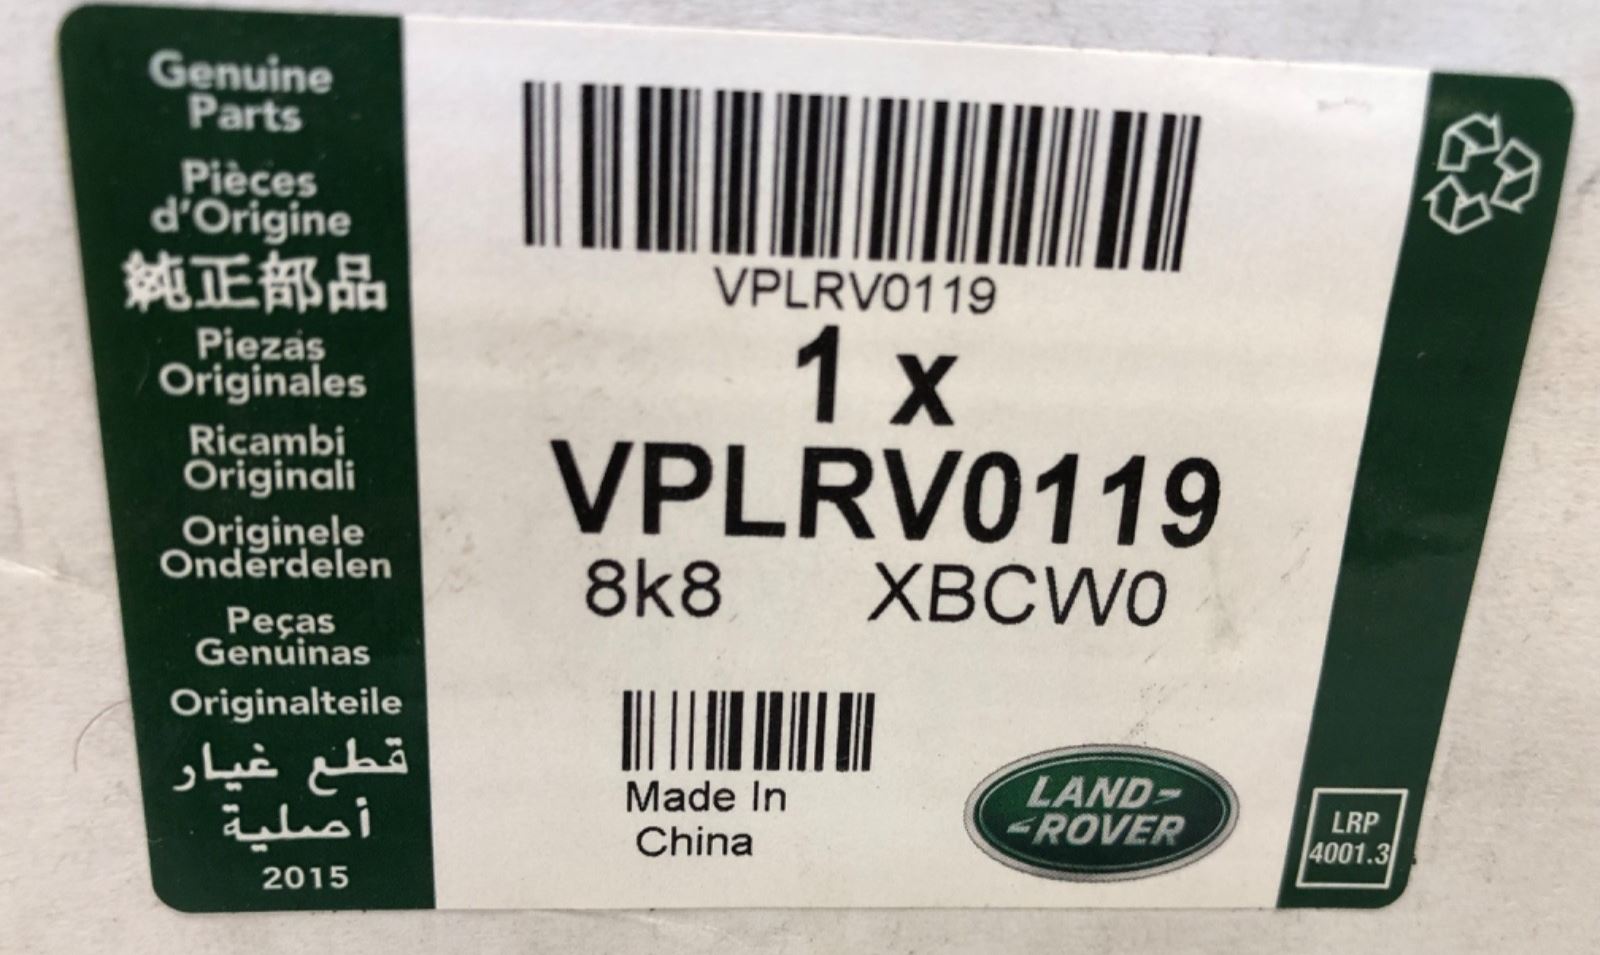 Genuine
Parts
Pièces
d'Origine
純正部品
Piezas
Originales
Ricambi
Originali
Originele
Onderdelen
Peças
Genuinas
Originalteile
قطع غيار
أصلية
2015
VPLRV0119
1 x
VPLRV0119
8k8 XBCW0
Made In
China
LAND-
-ROVER
LRP
4001.3